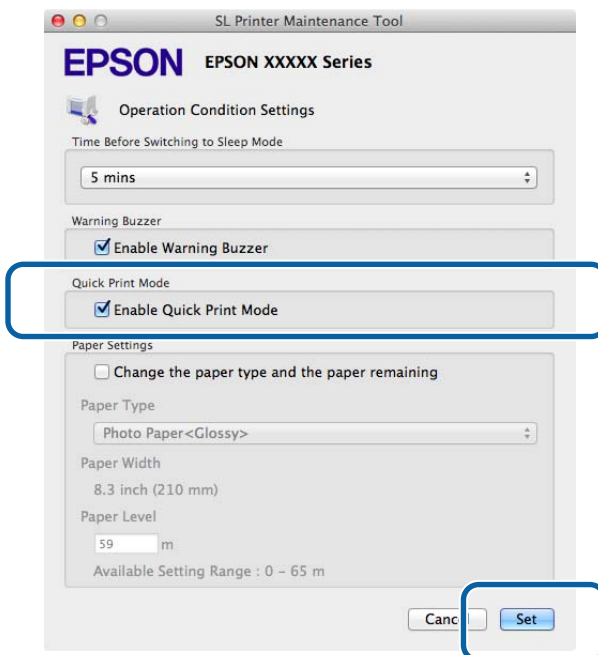 SL Printer Maintenance Tool
EPSON EPSON XXXXX Series
Operation Condition Settings
Time Before Switching to Sleep Mode
5 mins
Warning Buzzer
Enable Warning Buzzer
Quick Print Mode
Enable Quick Print Mode
Paper Settings
Change the paper type and the paper remaining
Paper Type
Photo Paper<Glossy>
Paper Width
8.3 inch (210 mm)
Paper Level
59 m
Available Setting Range : 0 – 65 m
Set